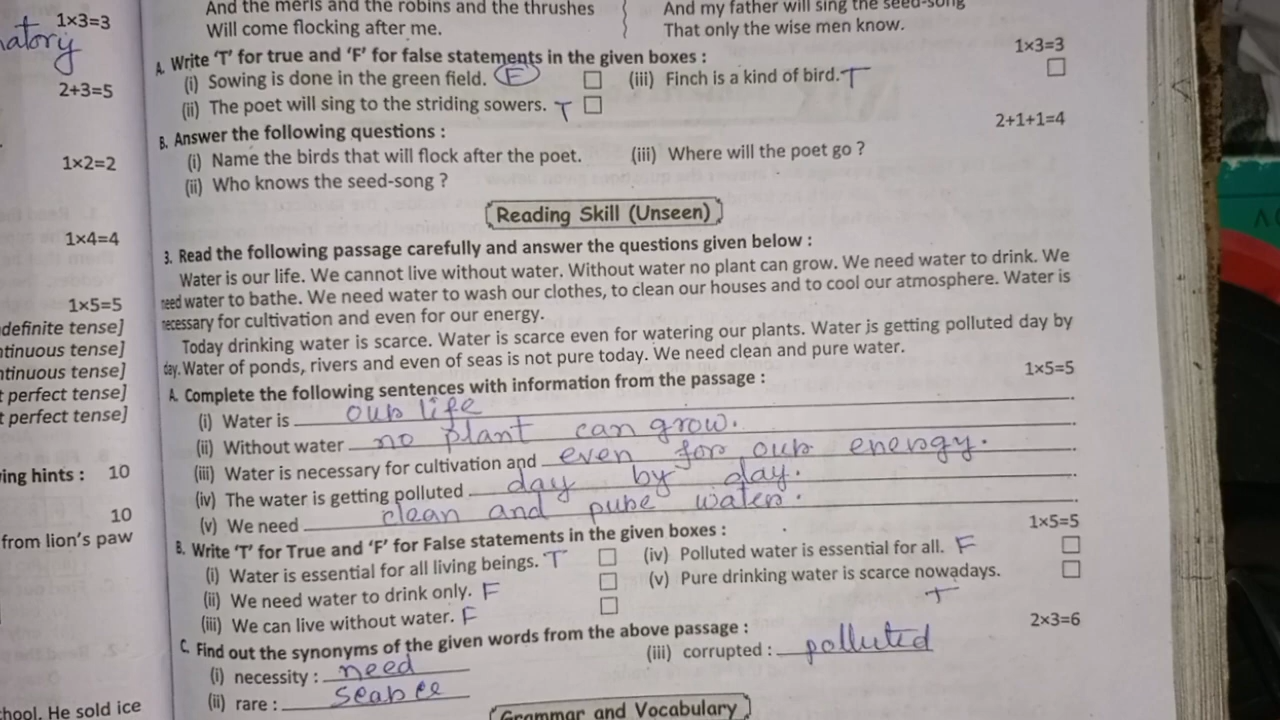 And the merls and the robins and the thrushes
Will come flocking after me.
And my father will sing the seed-song
That only the wise men know.
1×3=3
2+3=5
1×2=2
1×4=4
1×5=5
definite tense]
ntinuous tense]
ntinuous tense]
t perfect tense]
t perfect tense]
ing hints : 10
10
from lion's paw
hool. He sold ice
A. Write 'T' for true and 'F' for false statements in the given boxes : 1×3=3
(i) Sowing is done in the green field. F (iii) Finch is a kind of bird. T
(ii) The poet will sing to the striding sowers. T
B. Answer the following questions : 2+1+1=4
(i) Name the birds that will flock after the poet. (iii) Where will the poet go ?
(ii) Who knows the seed-song ?
Reading Skill (Unseen)
3. Read the following passage carefully and answer the questions given below :
Water is our life. We cannot live without water. Without water no plant can grow. We need water to drink. We
need water to bathe. We need water to wash our clothes, to clean our houses and to cool our atmosphere. Water is
necessary for cultivation and even for our energy.
Today drinking water is scarce. Water is scarce even for watering our plants. Water is getting polluted day by
day. Water of ponds, rivers and even of seas is not pure today. We need clean and pure water.
A. Complete the following sentences with information from the passage : 1×5=5
(i) Water is our life
(ii) Without water no plant can grow.
(iii) Water is necessary for cultivation and even for our energy.
(iv) The water is getting polluted day by day.
(v) We need clean and pure water.
B. Write 'T' for True and 'F' for False statements in the given boxes : 1×5=5
(i) Water is essential for all living beings. T (iv) Polluted water is essential for all. F
(ii) We need water to drink only. F (v) Pure drinking water is scarce nowadays. T
(iii) We can live without water. F
C. Find out the synonyms of the given words from the above passage : 2×3=6
(i) necessity : need (iii) corrupted : polluted
(ii) rare : scarce
Grammar and Vocabulary